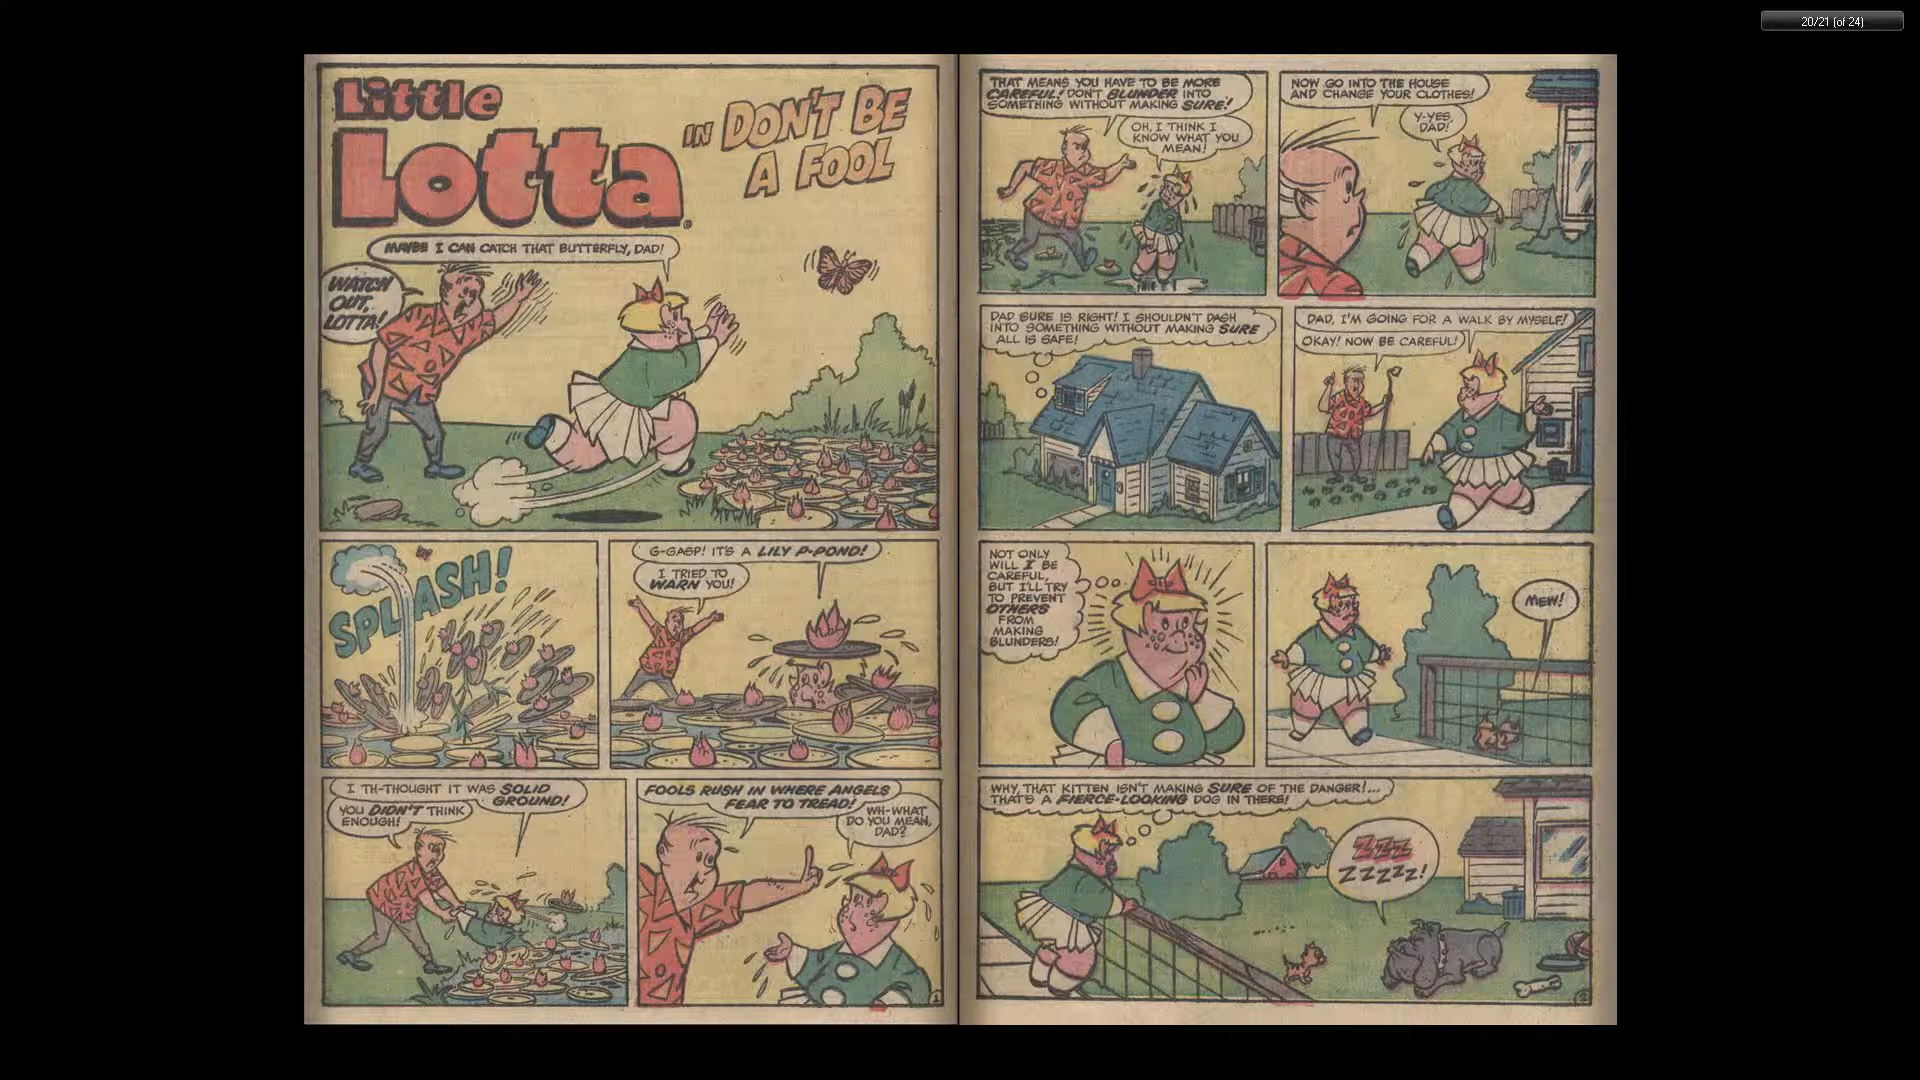 20/21 (of 24)
Little
Lotta
IN DON'T BE
A FOOL
MAYBE I CAN CATCH THAT BUTTERFLY, DAD!
WATCH
OUT,
LOTTA!
SPLASH!
G-GASP! IT'S A LILY P-POND!
I TRIED TO
WARN YOU!
I TH-THOUGHT IT WAS SOLID
GROUND!
YOU DIDN'T THINK
ENOUGH!
FOOLS RUSH IN WHERE ANGELS
FEAR TO TREAD!
WH-WHAT
DO YOU MEAN,
DAD?
THAT MEANS YOU HAVE TO BE MORE
CAREFUL! DON'T BLUNDER INTO
SOMETHING WITHOUT MAKING SURE!
OH, I THINK I
KNOW WHAT YOU
MEAN!
NOW GO INTO THE HOUSE
AND CHANGE YOUR CLOTHES!
Y-YES,
DAD!
DAD SURE IS RIGHT! I SHOULDN'T DASH
INTO SOMETHING WITHOUT MAKING SURE
ALL IS SAFE!
DAD, I'M GOING FOR A WALK BY MYSELF!
OKAY! NOW BE CAREFUL!
NOT ONLY
WILL I BE
CAREFUL,
BUT I'LL TRY
TO PREVENT
OTHERS
FROM
MAKING
BLUNDERS!
MEW!
WHY, THAT KITTEN ISN'T MAKING SURE OF THE DANGER!...
THAT'S A FIERCE-LOOKING DOG IN THERE!
ZZZ
ZZZZZ!